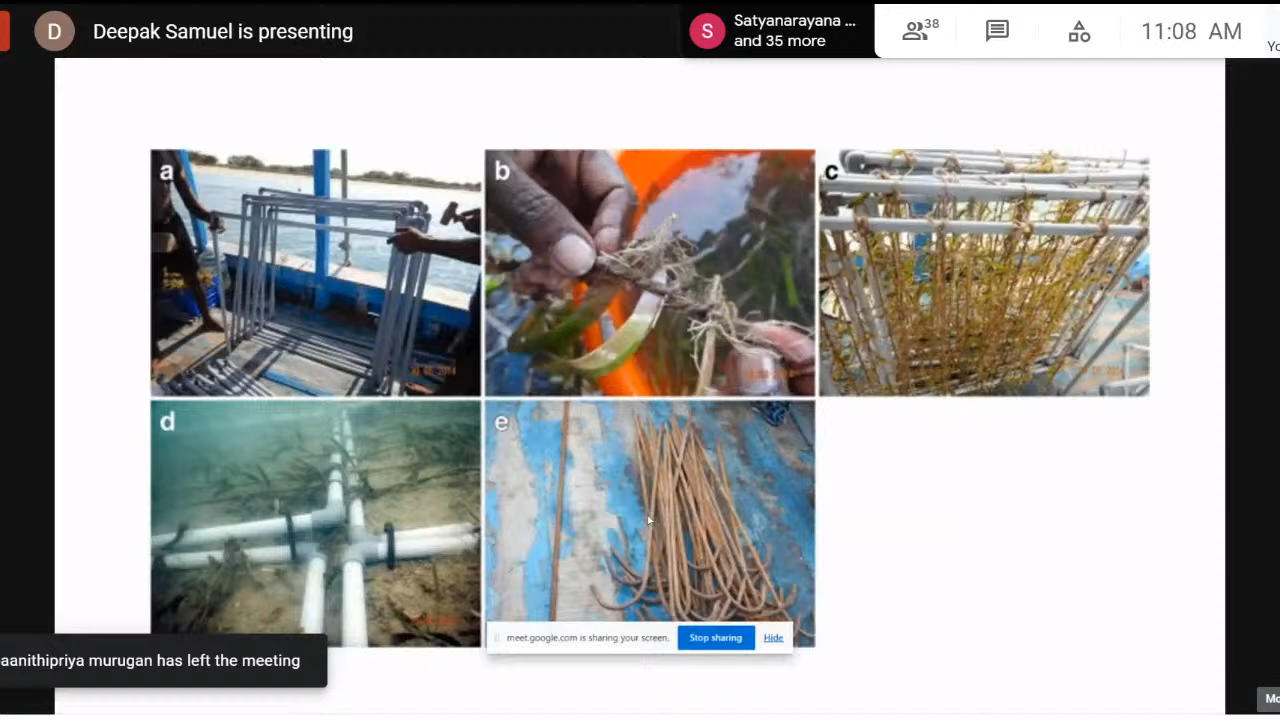 D
Deepak Samuel is presenting
S
Satyanarayana ...
and 35 more
38
11:08 AM
a
b
c
d
e
meet.google.com is sharing your screen.
Stop sharing
Hide
aanithipriya murugan has left the meeting